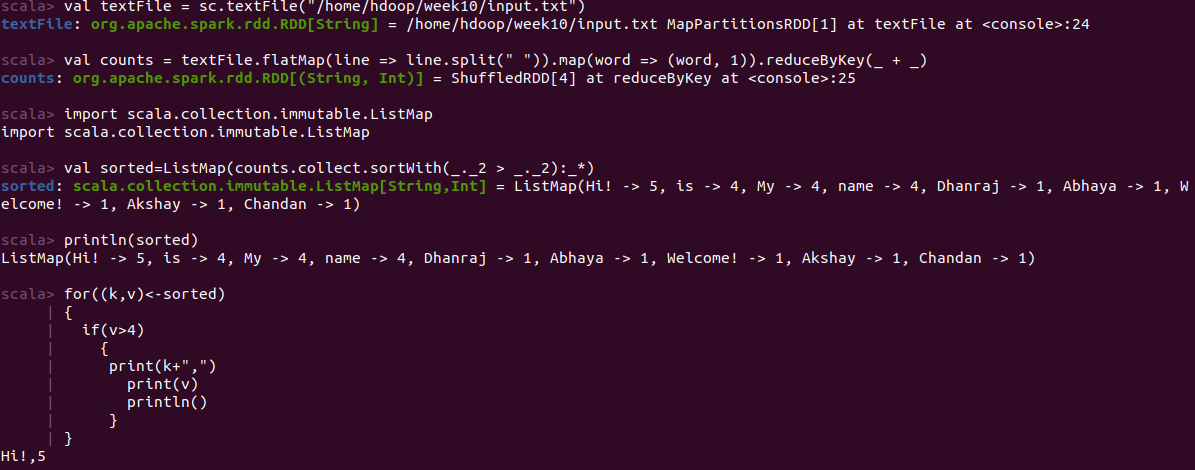 scala> val textFile = sc.textFile("/home/hdoop/week10/input.txt")
textFile: org.apache.spark.rdd.RDD[String] = /home/hdoop/week10/input.txt MapPartitionsRDD[1] at textFile at <console>:24
scala> val counts = textFile.flatMap(line => line.split(" ")).map(word => (word, 1)).reduceByKey(_ + _)
counts: org.apache.spark.rdd.RDD[(String, Int)] = ShuffledRDD[4] at reduceByKey at <console>:25
scala> import scala.collection.immutable.ListMap
import scala.collection.immutable.ListMap
scala> val sorted=ListMap(counts.collect.sortWith(_._2 > _._2):_*)
sorted: scala.collection.immutable.ListMap[String,Int] = ListMap(Hi! -> 5, is -> 4, My -> 4, name -> 4, Dhanraj -> 1, Abhaya -> 1, W
elcome! -> 1, Akshay -> 1, Chandan -> 1)
scala> println(sorted)
ListMap(Hi! -> 5, is -> 4, My -> 4, name -> 4, Dhanraj -> 1, Abhaya -> 1, Welcome! -> 1, Akshay -> 1, Chandan -> 1)
scala> for((k,v)<-sorted)
| {
| if(v>4)
| {
| print(k+",")
| print(v)
| println()
| }
| }
Hi!,5